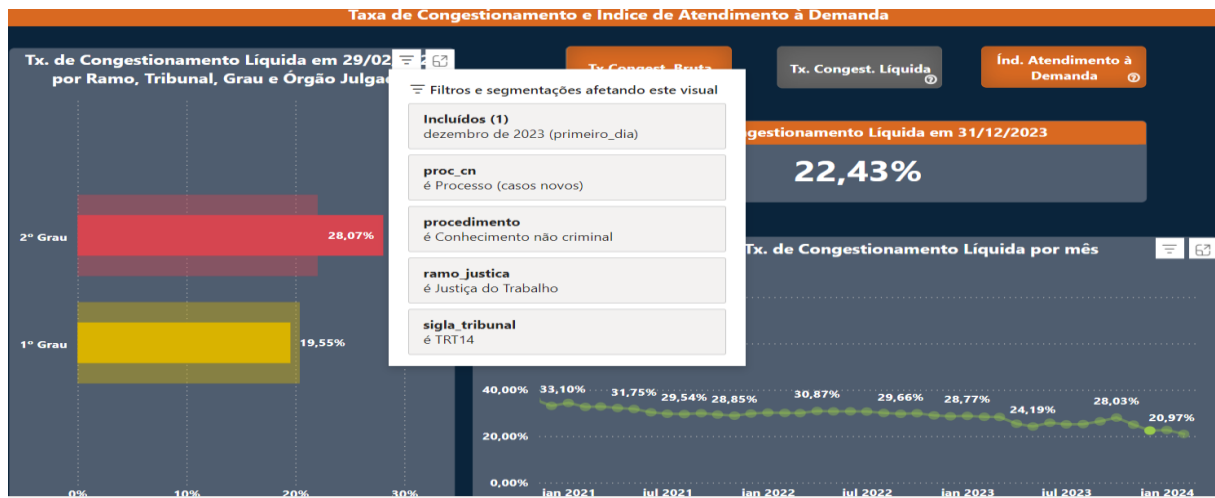 Taxa de Congestionamento e Indice de Atendimento à Demanda
Tx. de Congestionamento Líquida em 29/02
por Ramo, Tribunal, Grau e Órgão
2º Grau
28,07%
1º Grau
19,55%
0%
10%
20%
30%
Filtros e segmentações afetando este visual
Incluídos (1)
dezembro de 2023 (primeiro_dia)
proc_cn
é Processo (casos novos)
procedimento
é Conhecimento não criminal
ramo_justica
é Justiça do Trabalho
sigla_tribunal
é TRT14
Tx Congest. Bruta
Tx. Congest. Líquida
Índ. Atendimento à
Demanda
Líquida em 31/12/2023
22,43%
Tx. de Congestionamento Líquida por mês
40,00%
20,00%
0,00%
33,10%
31,75%
29,54%
28,85%
30,87%
29,66%
28,77%
24,19%
28,03%
20,97%
jan 2021
jul 2021
jan 2022
jul 2022
jan 2023
jul 2023
jan 2024